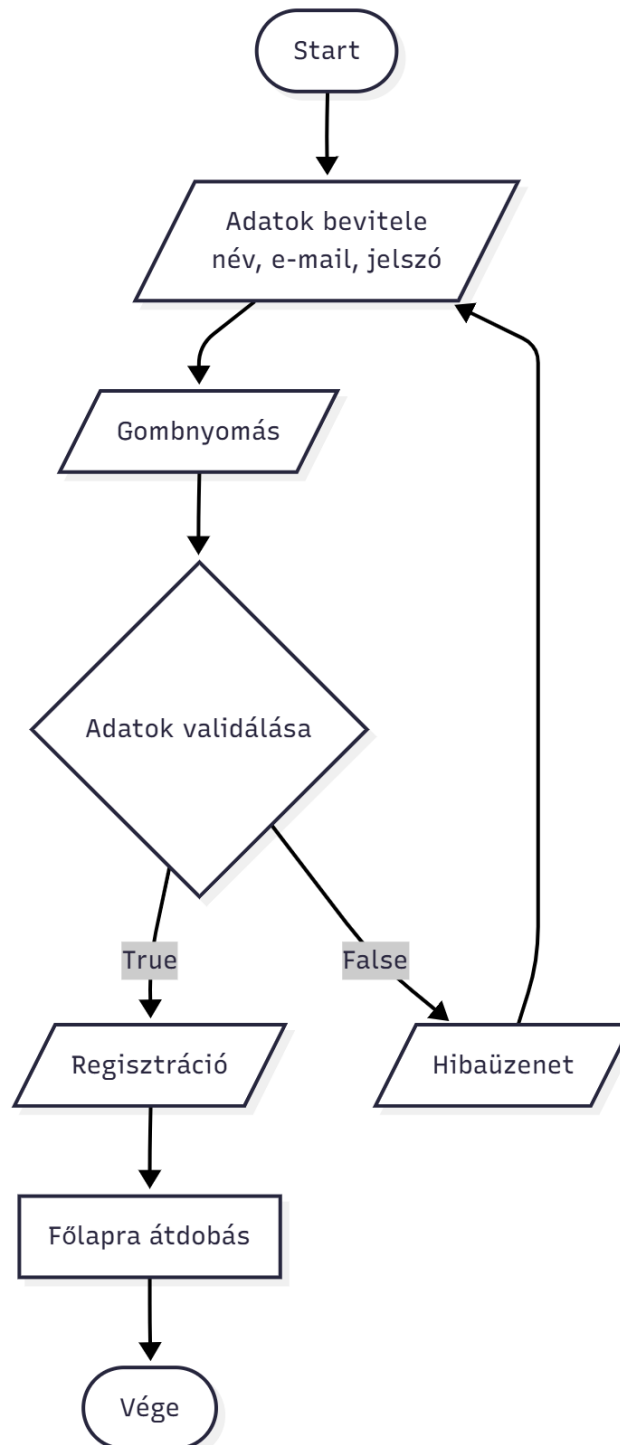 Start
Adatok bevitele
név, e-mail, jelszó
Gombnyomás
Adatok validálása
True
False
Regisztráció
Hibaüzenet
Főlapra átdobás
Vége